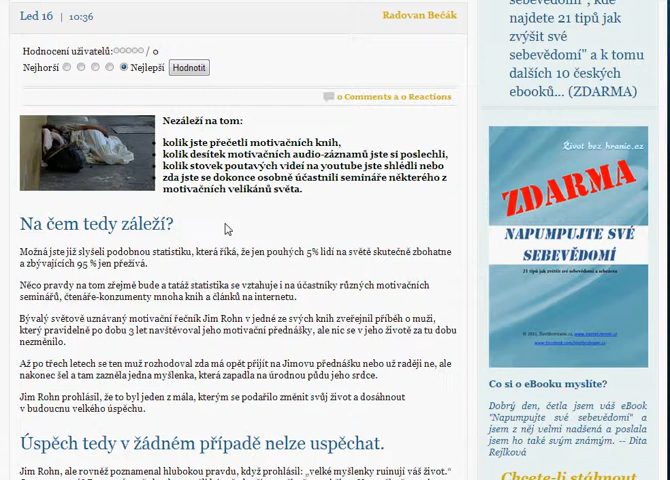 Led 16 | 10:36
Radovan Bečák
Hodnocení uživatelů: / 0
Nejhorší Nejlepší Hodnotit
0 Comments a 0 Reactions
Nezáleží na tom:
kolik jste přečetli motivačních knih,
kolik desítek motivačních audio-záznamů jste si poslechli,
kolik stovek poutavých videí na youtube jste shlédli nebo
zda jste se dokonce osobně účastnili semináře některého z
motivačních velikánů světa.
Na čem tedy záleží?
Možná jste již slyšeli podobnou statistiku, která říká, že jen pouhých 5% lidí na světě skutečně zbohatne
a zbývajících 95 % jen přežívá.
Něco pravdy na tom zřejmě bude a tatáž statistika se vztahuje i na účastníky různých motivačních
seminářů, čtenáře-konzumenty mnoha knih a článků na internetu.
Bývalý světově uznávaný motivační řečník Jim Rohn v jedné ze svých knih zveřejnil příběh o muži,
který pravidelně po dobu 3 let navštěvoval jeho motivační přednášky, ale nic se v jeho životě za tu dobu
nezměnilo.
Až po třech letech se ten muž rozhodoval zda má opět přijít na Jimovu přednášku nebo už raději ne, ale
nakonec šel a tam zazněla jedna myšlenka, která zapadla na úrodnou půdu jeho srdce.
Jim Rohn prohlásil, že to byl jeden z mála, kterým se podařilo změnit svůj život a dosáhnout
v budoucnu velkého úspěchu.
Úspěch tedy v žádném případě nelze uspěchat.
Jim Rohn, ale rovněž poznamenal hlubokou pravdu, když prohlásil: „velké myšlenky ruinují váš život.“
sebevědomí", kde
najdete 21 tipů jak
zvýšit své
sebevědomí" a k tomu
dalších 10 českých
ebooků... (ZDARMA)
Život bez hranic.cz
ZDARMA
NAPUMPUJTE SVÉ
SEBEVĚDOMÍ
21 tipů jak zvýšit své sebevědomí a sebeúctu
Co si o eBooku myslíte?
Dobrý den, četla jsem váš eBook
"Napumpujte své sebevědomí" a
jsem z něj velmi nadšená a poslala
jsem ho také svým známým. -- Dita
Rejlková
Chcete-li stáhnout